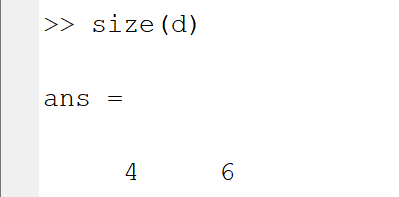 >> size(d)
ans =
4 6